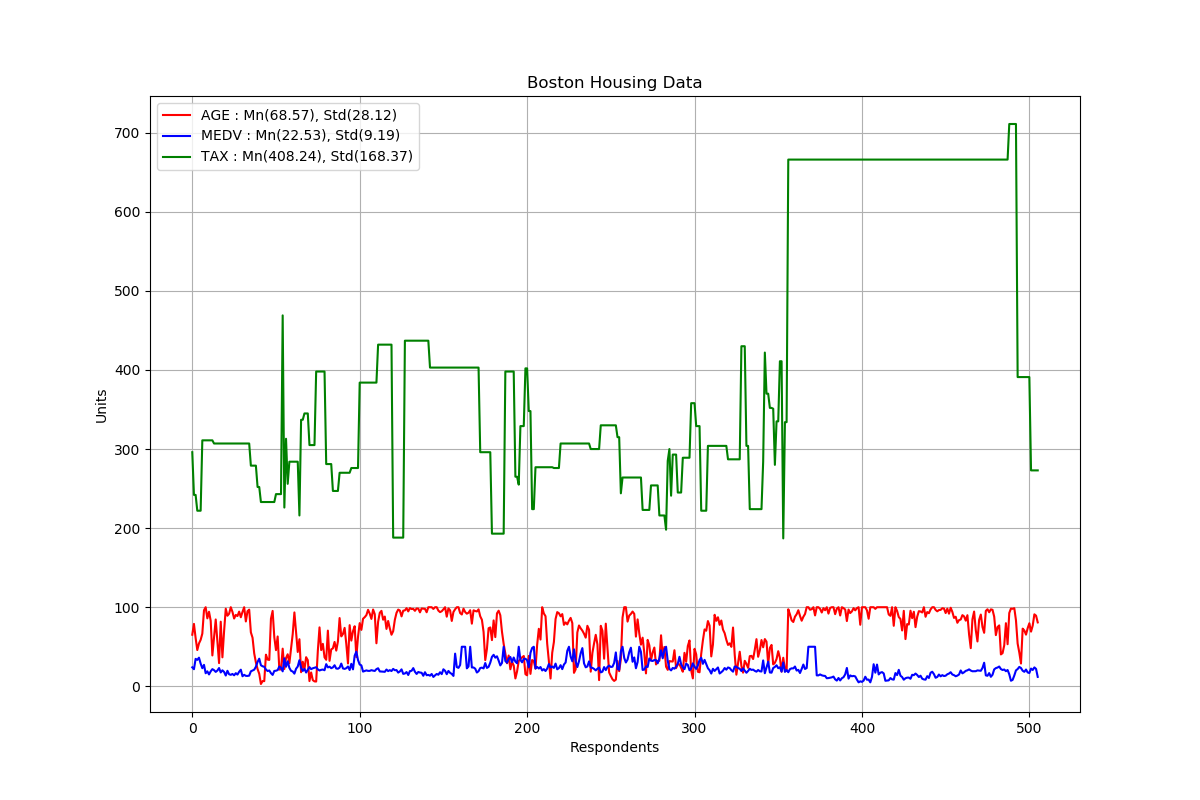 Boston Housing Data
AGE : Mn(68.57), Std(28.12)
MEDV : Mn(22.53), Std(9.19)
TAX : Mn(408.24), Std(168.37)
700
600
500
400
300
200
100
0
Units
0 100 200 300 400 500
Respondents